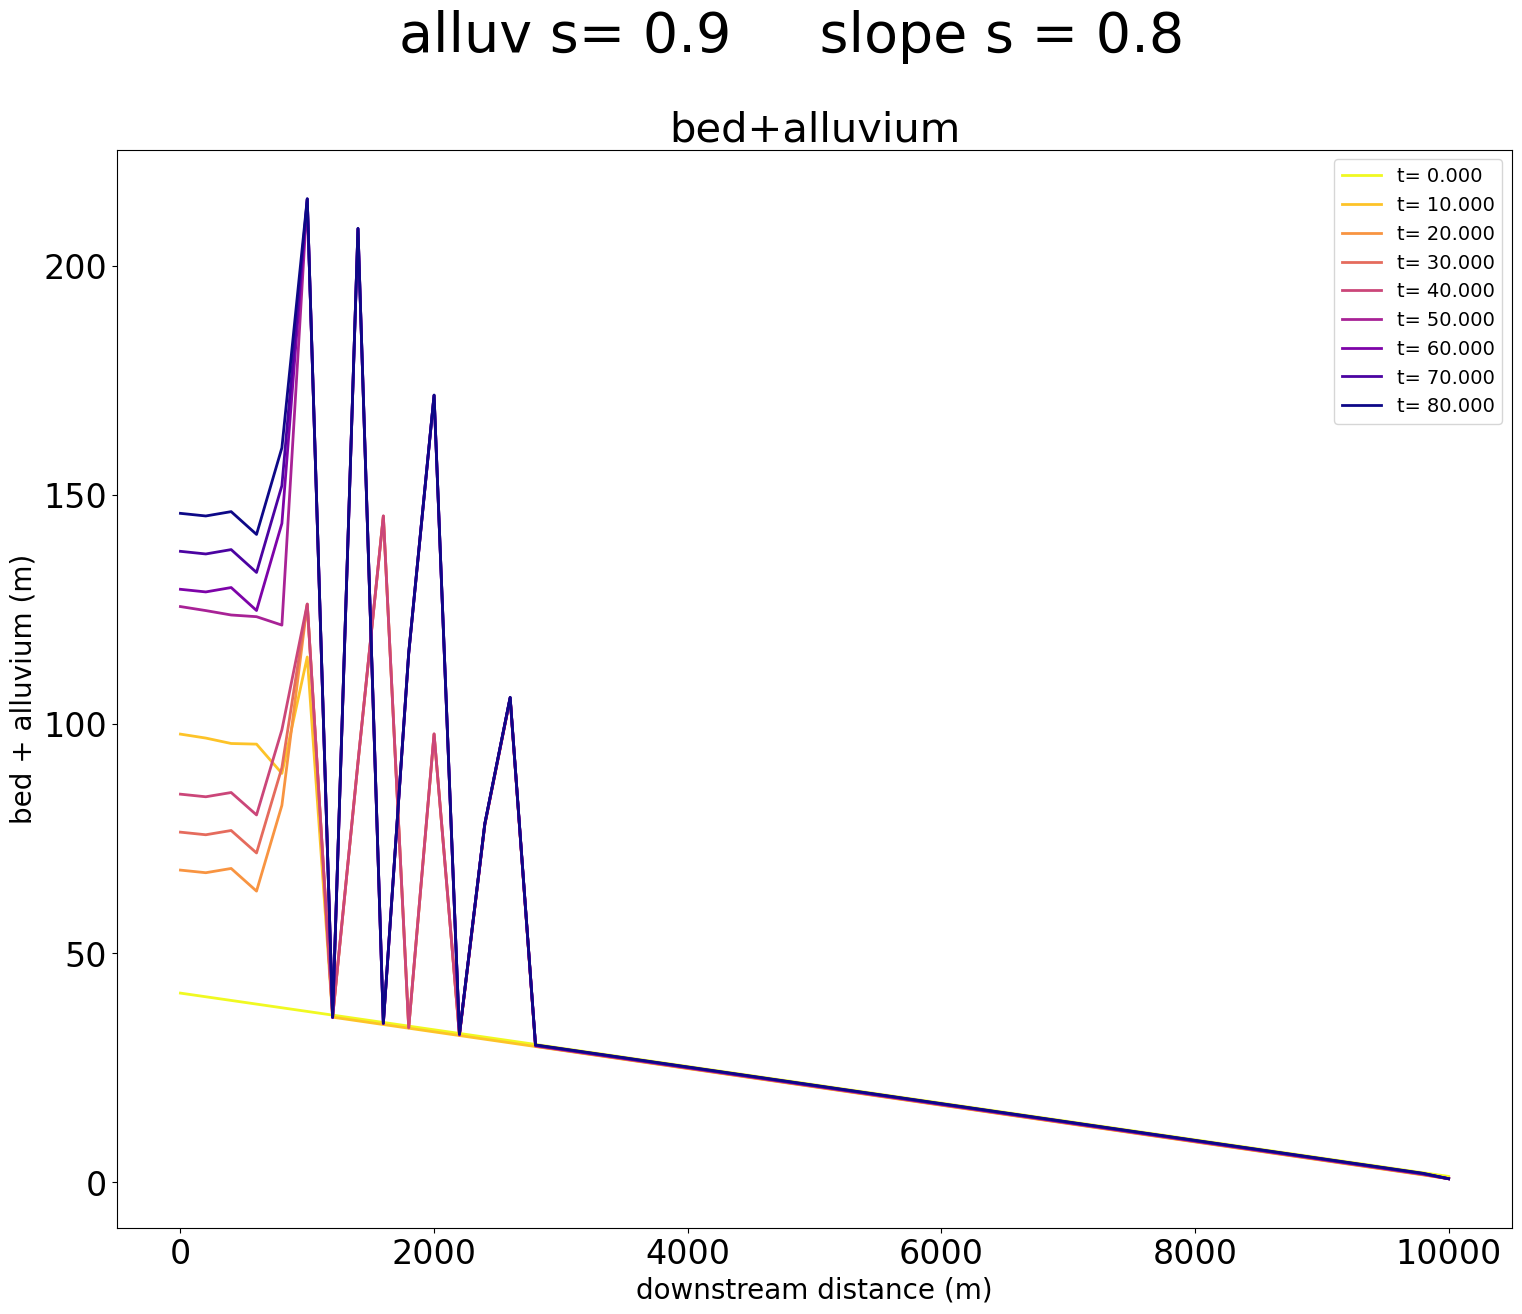 alluv s= 0.9     slope s = 0.8
bed+alluvium
t= 0.000
t= 10.000
t= 20.000
t= 30.000
t= 40.000
t= 50.000
t= 60.000
t= 70.000
t= 80.000
bed + alluvium (m)
200
150
100
50
0
0 2000 4000 6000 8000 10000
downstream distance (m)